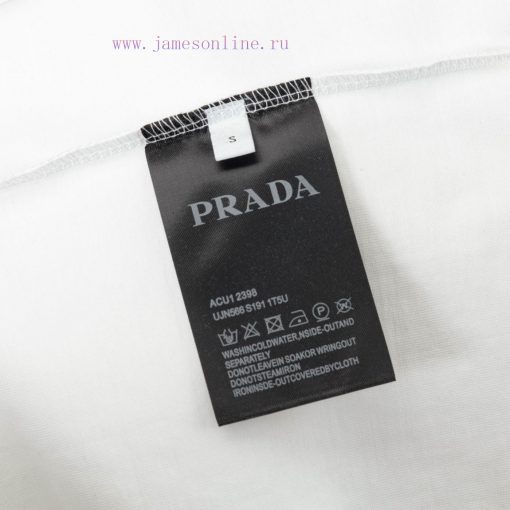 www.jamesonline.ru
S
PRADA
ACU1 2398
UJN566 S191 1T5U
WASHINCOLDWATER,NSIDE-OUTAND
SEPARATELY
DONOTLEAVEIN SOAKOR WRINGOUT
DONOTSTEAMIRON
IRONINSDE-OUTCOVEREDBYCLOTH